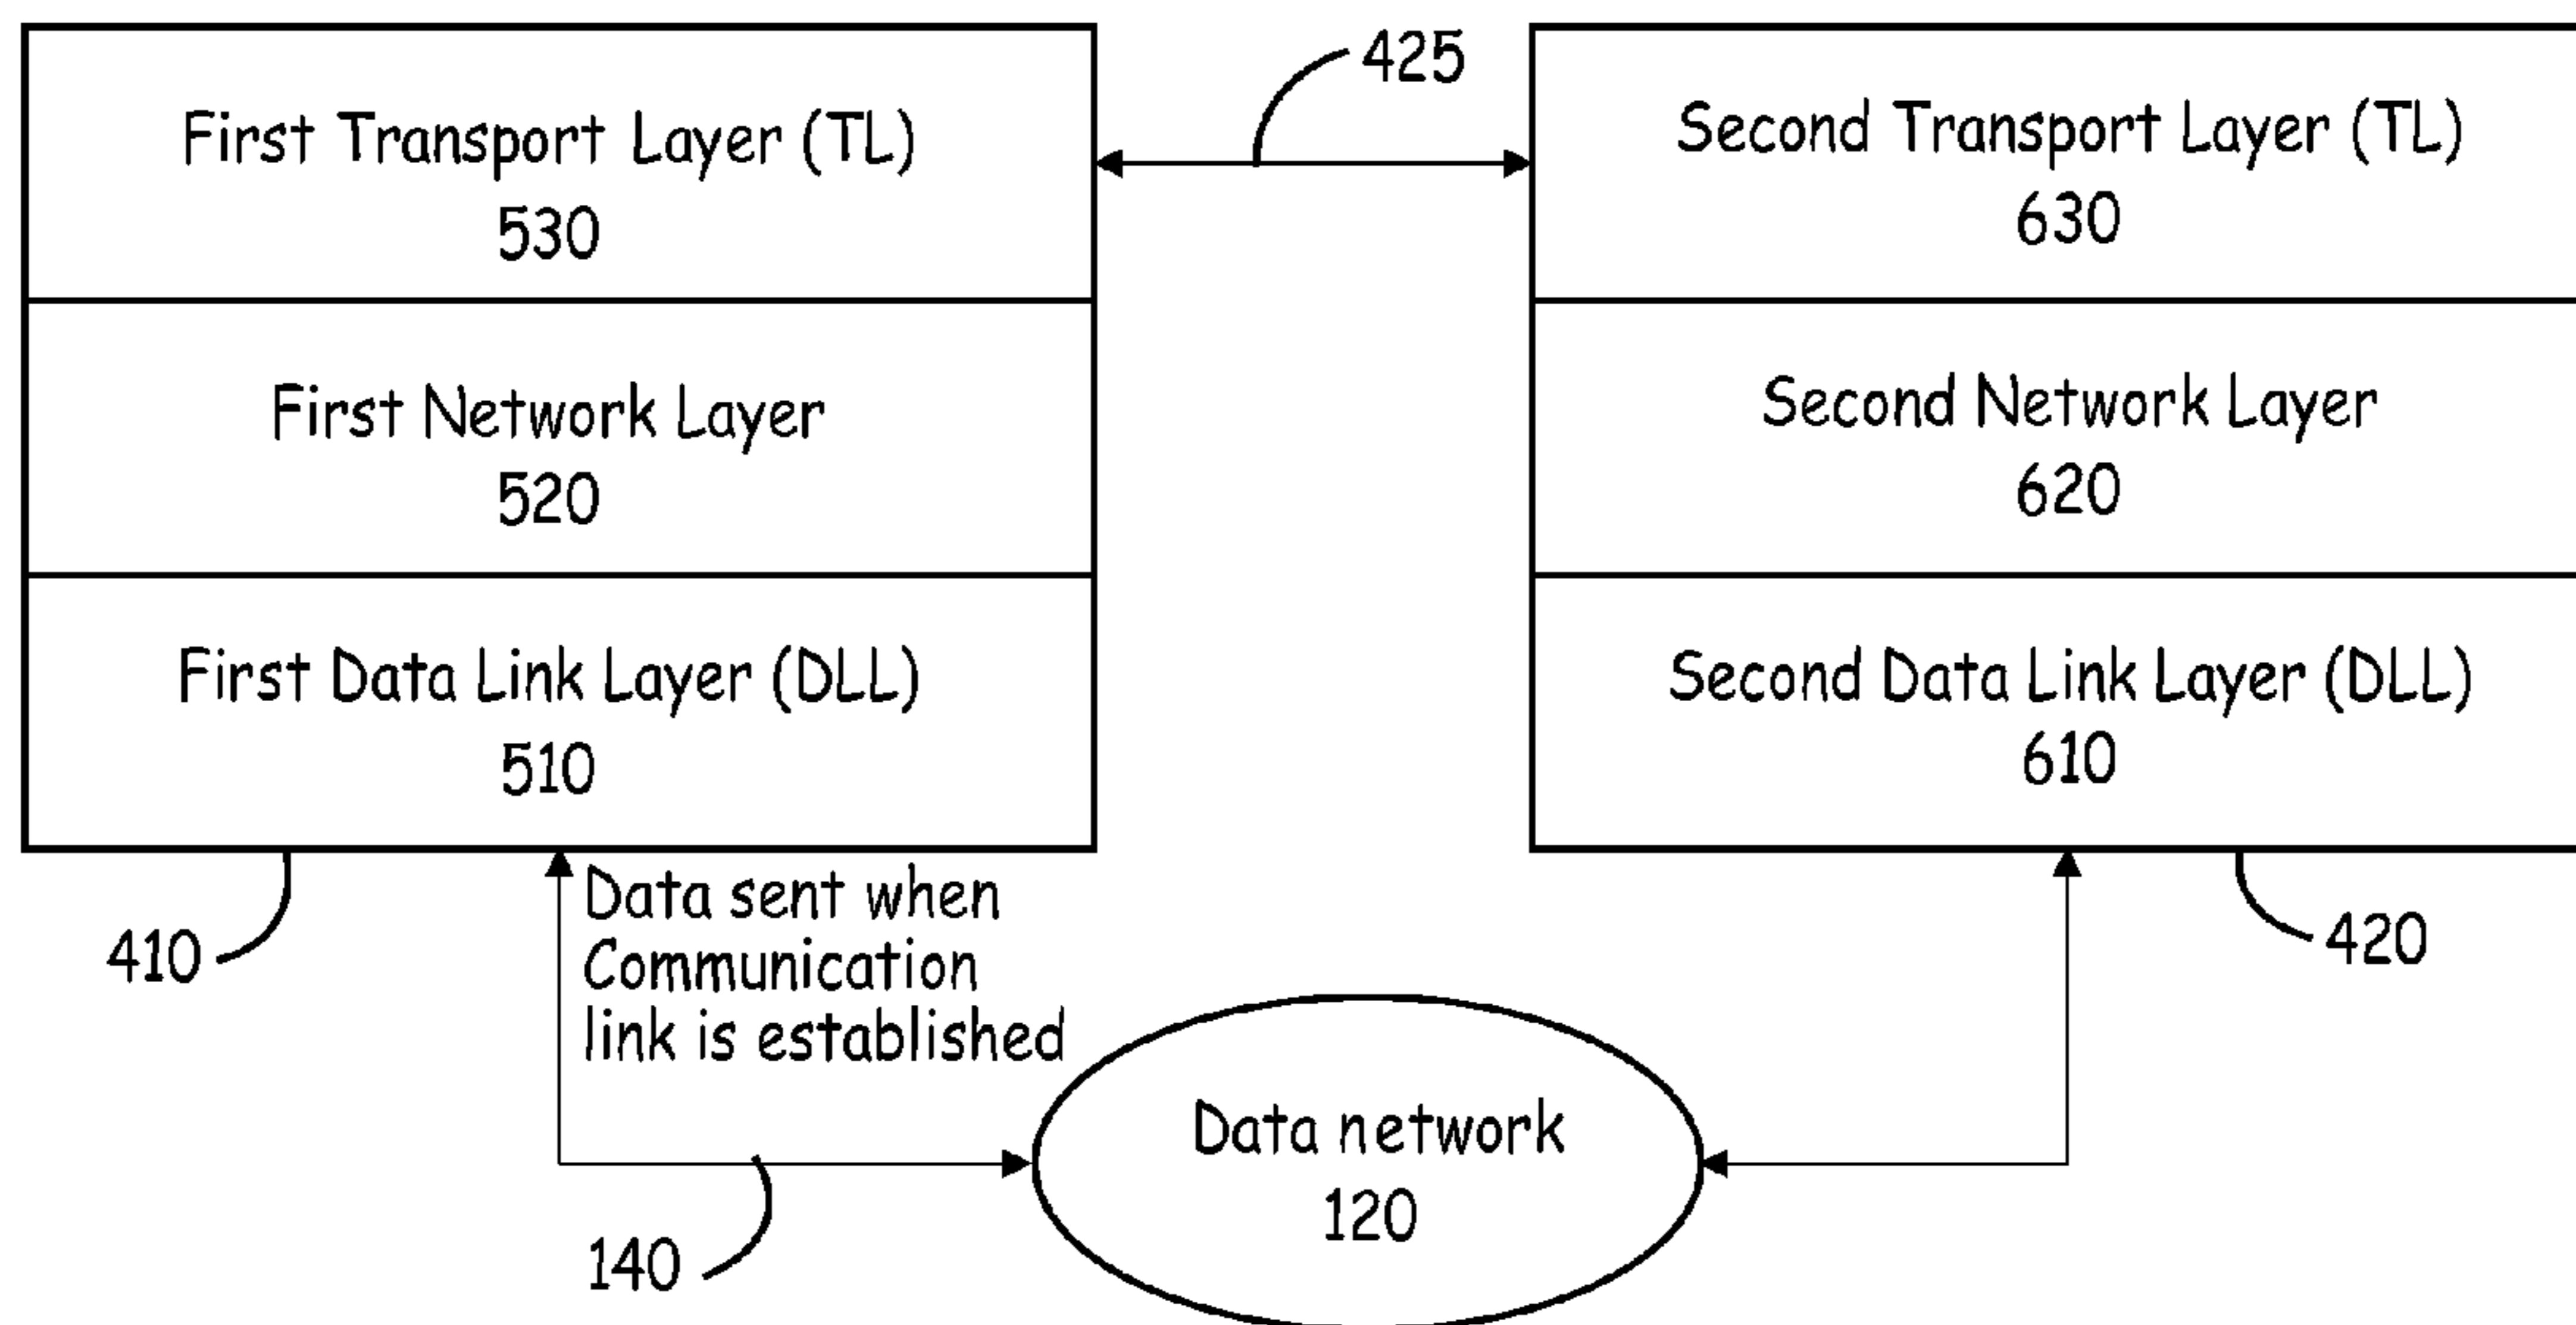 First Transport Layer (TL)
530
First Network Layer
520
First Data Link Layer (DLL)
510
425
Second Transport Layer (TL)
630
Second Network Layer
620
Second Data Link Layer (DLL)
610
410
Data sent when
Communication
link is established
140
Data network
120
420